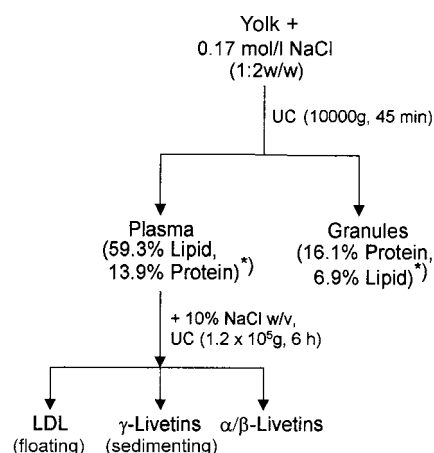 Yolk +
0.17 mol/l NaCl
(1:2w/w)
UC (10000g, 45 min)
Plasma
(59.3% Lipid,
13.9% Protein)*)
Granules
(16.1% Protein,
6.9% Lipid)*)
+ 10% NaCl w/v,
UC (1.2 x 10⁵g, 6 h)
LDL
(floating)
γ-Livetins
(sedimenting)
α/β-Livetins